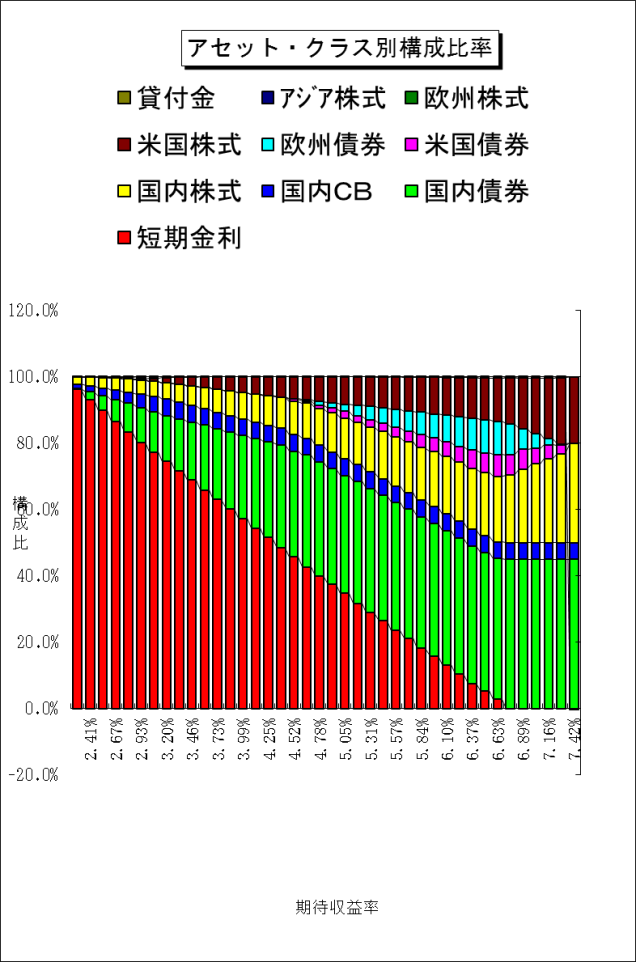 アセット・クラス別構成比率
貸付金 ｱｼﾞｱ株式 欧州株式
米国株式 欧州債券 米国債券
国内株式 国内CB 国内債券
短期金利
120.0%
100.0%
80.0%
60.0%
40.0%
20.0%
0.0%
-20.0%
構成比
2.41% 2.67% 2.93% 3.20% 3.46% 3.73% 3.99% 4.25% 4.52% 4.78% 5.05% 5.31% 5.57% 5.84% 6.10% 6.37% 6.63% 6.89% 7.16% 7.42%
期待収益率